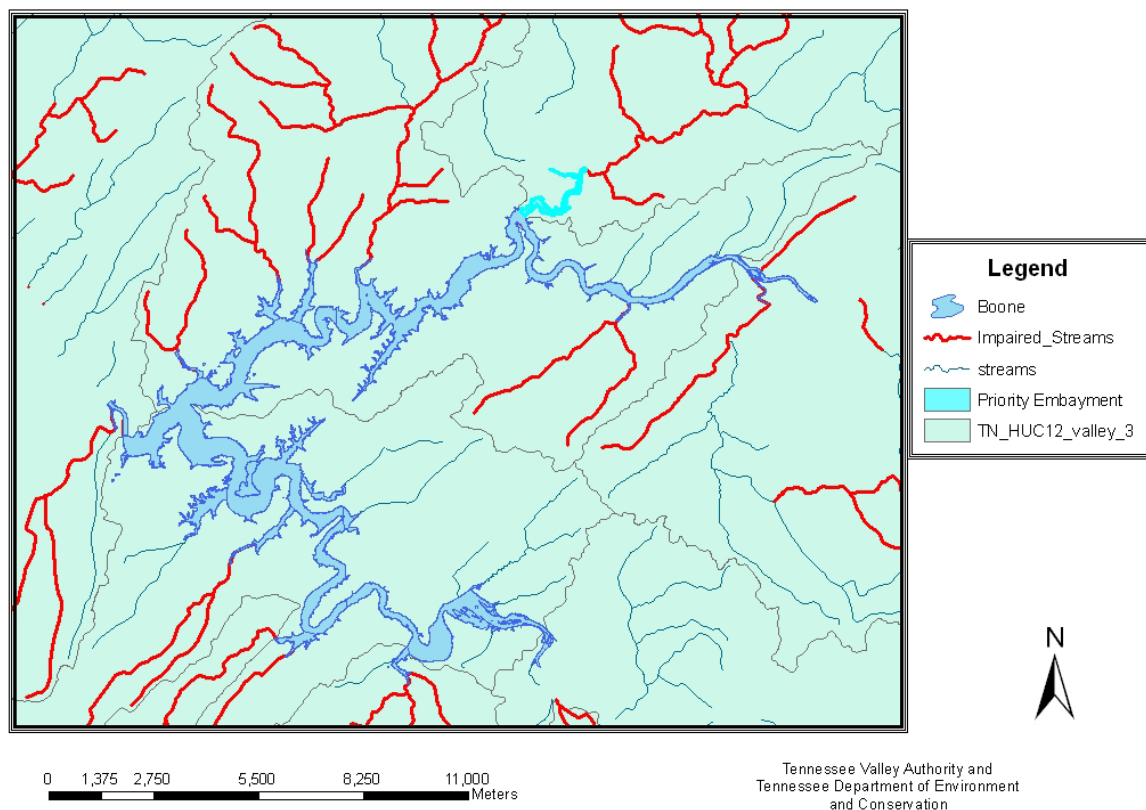 Legend
Boone
Impaired_Streams
streams
Priority Embayment
TN_HUC12_valley_3
N
0 1,375 2,750 5,500 8,250 11,000
Meters
Tennessee Valley Authority and
Tennessee Department of Environment
and Conservation